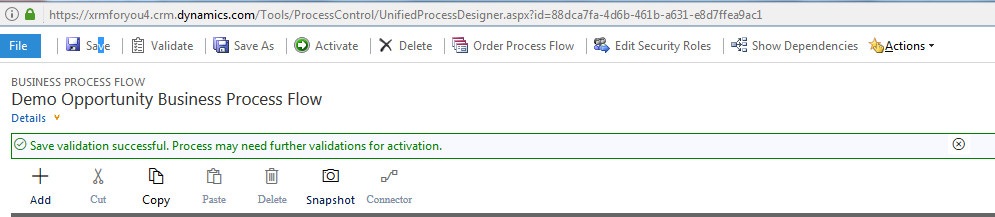 https://xrmforyou4.crm.dynamics.com/Tools/ProcessControl/UnifiedProcessDesigner.aspx?id=88dca7fa-4d6b-461b-a631-e8d7ffea9ac1
File Save Validate Save As Activate Delete Order Process Flow Edit Security Roles Show Dependencies Actions
BUSINESS PROCESS FLOW
Demo Opportunity Business Process Flow
Details
Save validation successful. Process may need further validations for activation.
Add Cut Copy Paste Delete Snapshot Connector